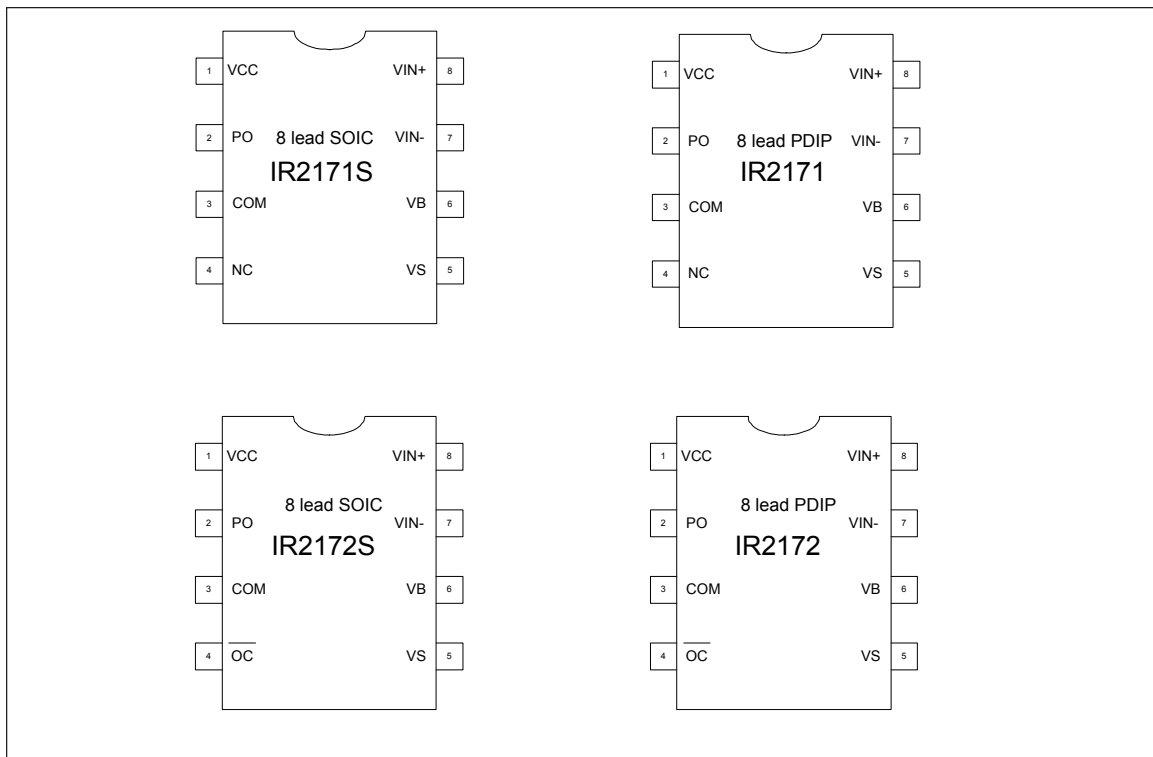 1 VCC VIN+ 8
2 PO 8 lead SOIC VIN- 7
IR2171S
3 COM VB 6
4 NC VS 5
1 VCC VIN+ 8
2 PO 8 lead PDIP VIN- 7
IR2171
3 COM VB 6
4 NC VS 5
1 VCC VIN+ 8
8 lead SOIC
2 PO VIN- 7
IR2172S
3 COM VB 6
4 O̅C̅ VS 5
1 VCC VIN+ 8
8 lead PDIP
2 PO VIN- 7
IR2172
3 COM VB 6
4 O̅C̅ VS 5